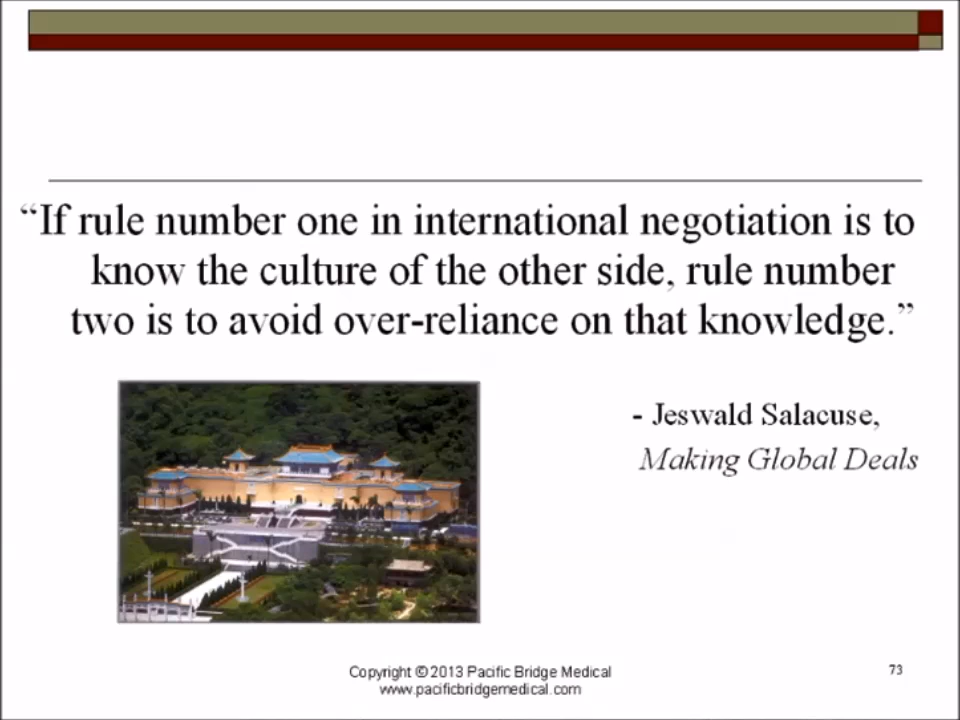 “If rule number one in international negotiation is to
know the culture of the other side, rule number
two is to avoid over-reliance on that knowledge.”
- Jeswald Salacuse,
Making Global Deals
Copyright © 2013 Pacific Bridge Medical
www.pacificbridgemedical.com
73